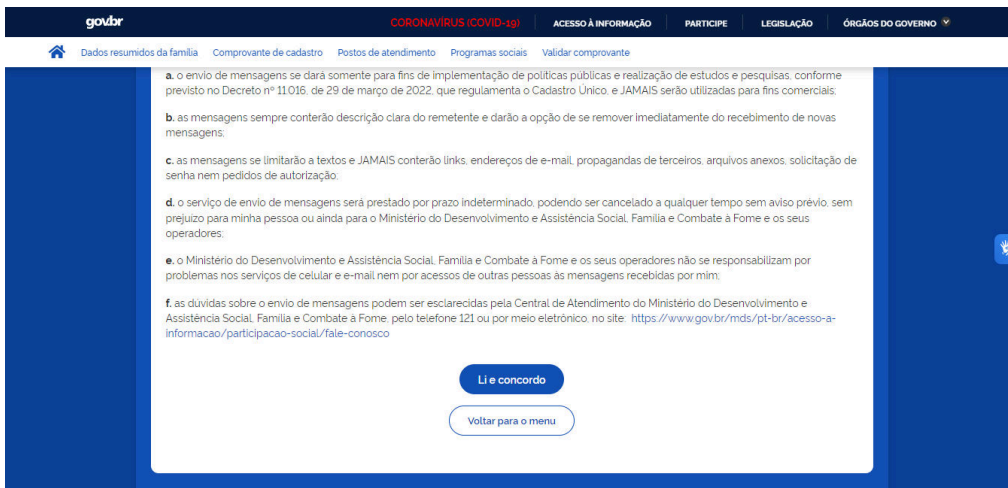 gov.br CORONAVÍRUS (COVID-19) ACESSO À INFORMAÇÃO PARTICIPE LEGISLAÇÃO ÓRGÃOS DO GOVERNO
Dados resumidos da família Comprovante de cadastro Postos de atendimento Programas sociais Validar comprovante
a. o envio de mensagens se dará somente para fins de implementação de políticas públicas e realização de estudos e pesquisas, conforme
previsto no Decreto nº 11.016, de 29 de março de 2022, que regulamenta o Cadastro Único, e JAMAIS serão utilizadas para fins comerciais;
b. as mensagens sempre conterão descrição clara do remetente e darão a opção de se remover imediatamente do recebimento de novas
mensagens;
c. as mensagens se limitarão a textos e JAMAIS conterão links, endereços de e-mail, propagandas de terceiros, arquivos anexos, solicitação de
senha nem pedidos de autorização;
d. o serviço de envio de mensagens será prestado por prazo indeterminado, podendo ser cancelado a qualquer tempo sem aviso prévio, sem
prejuízo para minha pessoa ou ainda para o Ministério do Desenvolvimento e Assistência Social, Família e Combate à Fome e os seus
operadores;
e. o Ministério do Desenvolvimento e Assistência Social, Família e Combate à Fome e os seus operadores não se responsabilizam por
problemas nos serviços de celular e e-mail nem por acessos de outras pessoas às mensagens recebidas por mim;
f. as dúvidas sobre o envio de mensagens podem ser esclarecidas pela Central de Atendimento do Ministério do Desenvolvimento e
Assistência Social, Família e Combate à Fome, pelo telefone 121 ou por meio eletrônico, no site: https://www.gov.br/mds/pt-br/acesso-a-
informacao/participacao-social/fale-conosco
Li e concordo
Voltar para o menu